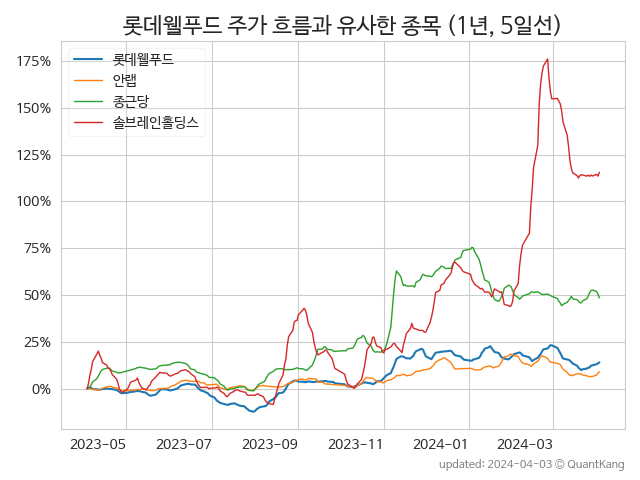 롯데웰푸드 주가 흐름과 유사한 종목 (1년, 5일선)
롯데웰푸드
안랩
종근당
솔브레인홀딩스
175%
150%
125%
100%
75%
50%
25%
0%
2023-05 2023-07 2023-09 2023-11 2024-01 2024-03
updated: 2024-04-03 © QuantKang